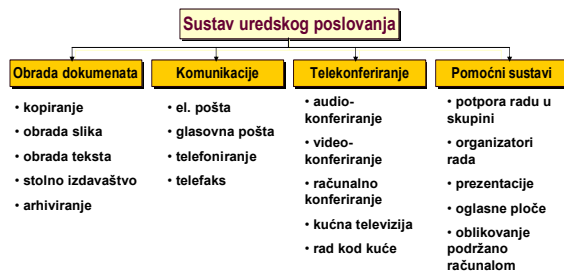 Sustav uredskog poslovanja
Obrada dokumenata
• kopiranje
• obrada slika
• obrada teksta
• stolno izdavaštvo
• arhiviranje
Komunikacije
• el. pošta
• glasovna pošta
• telefoniranje
• telefaks
Telekonferiranje
• audio-
konferiranje
• video-
konferiranje
• računalno
konferiranje
• kućna televizija
• rad kod kuće
Pomoćni sustavi
• potpora radu u
skupini
• organizatori
rada
• prezentacije
• oglasne ploče
• oblikovanje
podržano
računalom